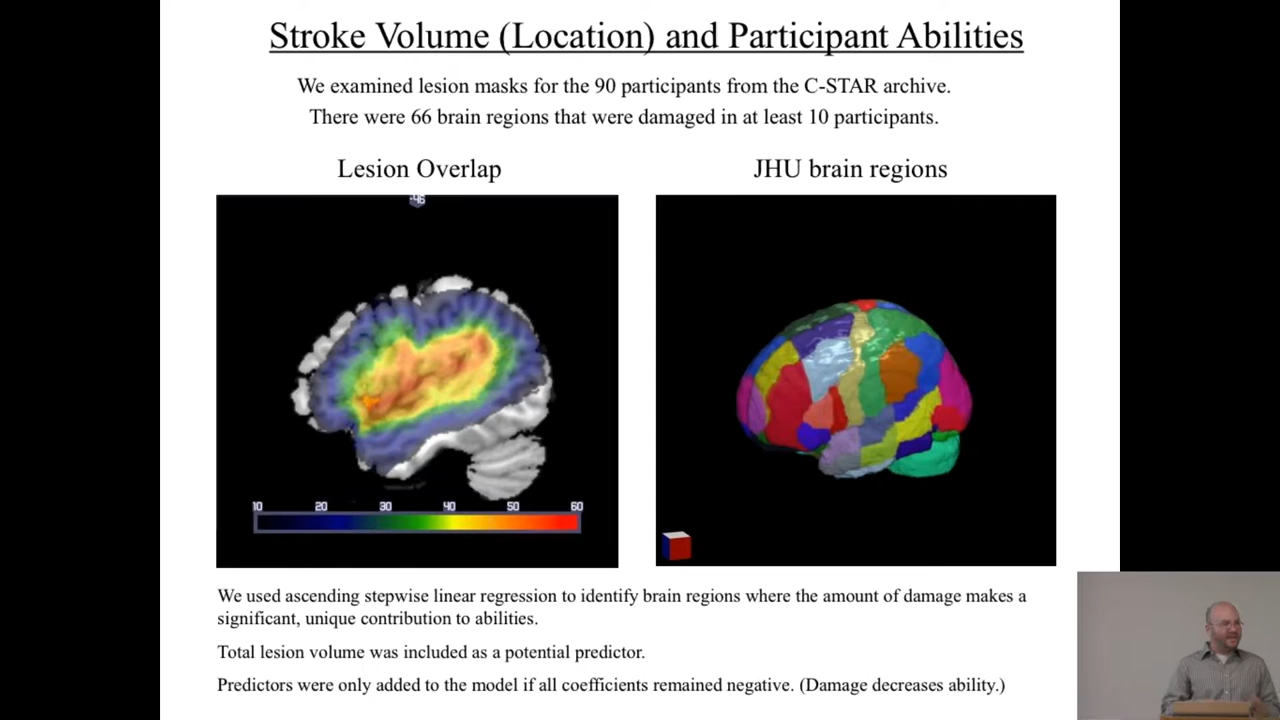 Stroke Volume (Location) and Participant Abilities
We examined lesion masks for the 90 participants from the C-STAR archive.
There were 66 brain regions that were damaged in at least 10 participants.
Lesion Overlap
JHU brain regions
-46
10 20 30 40 50 60
We used ascending stepwise linear regression to identify brain regions where the amount of damage makes a
significant, unique contribution to abilities.
Total lesion volume was included as a potential predictor.
Predictors were only added to the model if all coefficients remained negative. (Damage decreases ability.)